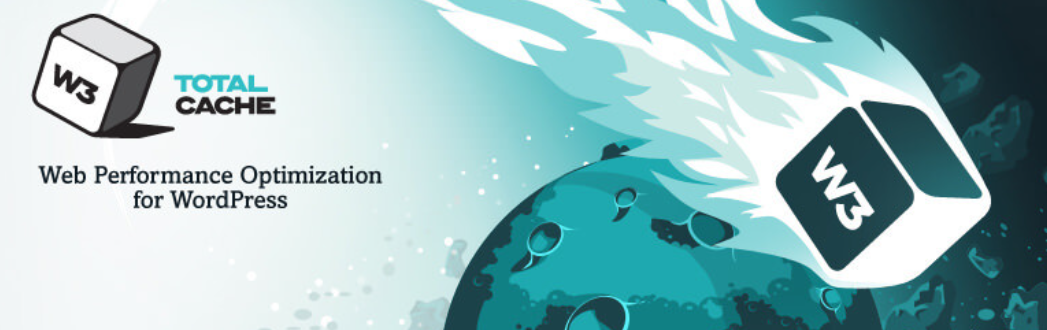 W3
TOTAL
CACHE
Web Performance Optimization
for WordPress
W3